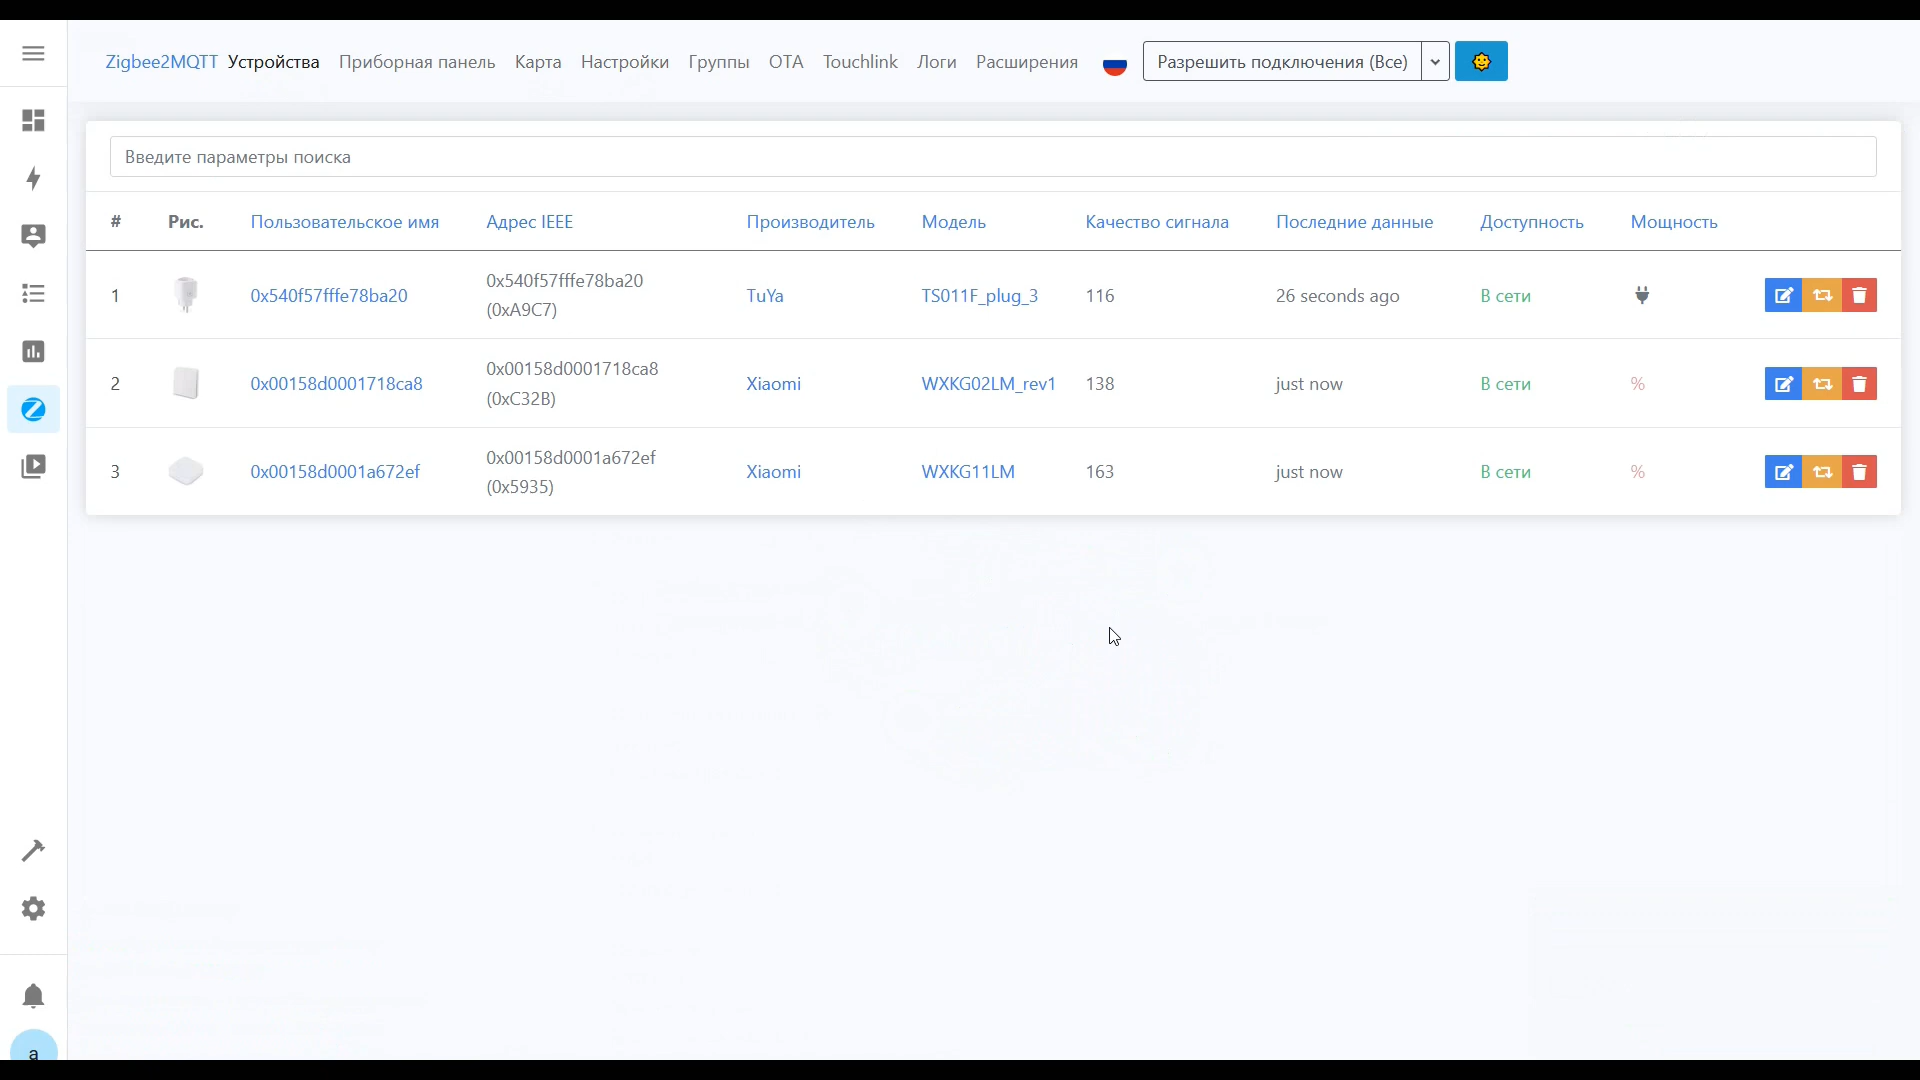 Zigbee2MQTT Устройства Приборная панель Карта Настройки Группы OTA Touchlink Логи Расширения Разрешить подключения (Все)
Введите параметры поиска
# Рис. Пользовательское имя Адрес IEEE Производитель Модель Качество сигнала Последние данные Доступность Мощность
1 0x540f57fffe78ba20 0x540f57fffe78ba20 TuYa TS011F_plug_3 116 26 seconds ago В сети
(0xA9C7)
2 0x00158d0001718ca8 0x00158d0001718ca8 Xiaomi WXKG02LM_rev1 138 just now В сети %
(0xC32B)
3 0x00158d0001a672ef 0x00158d0001a672ef Xiaomi WXKG11LM 163 just now В сети %
(0x5935)
a